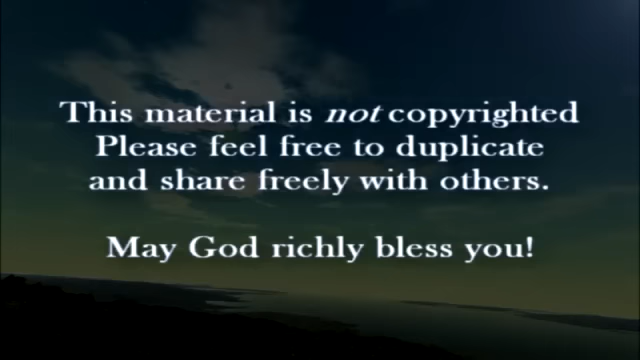 This material is not copyrighted
Please feel free to duplicate
and share freely with others.
May God richly bless you!